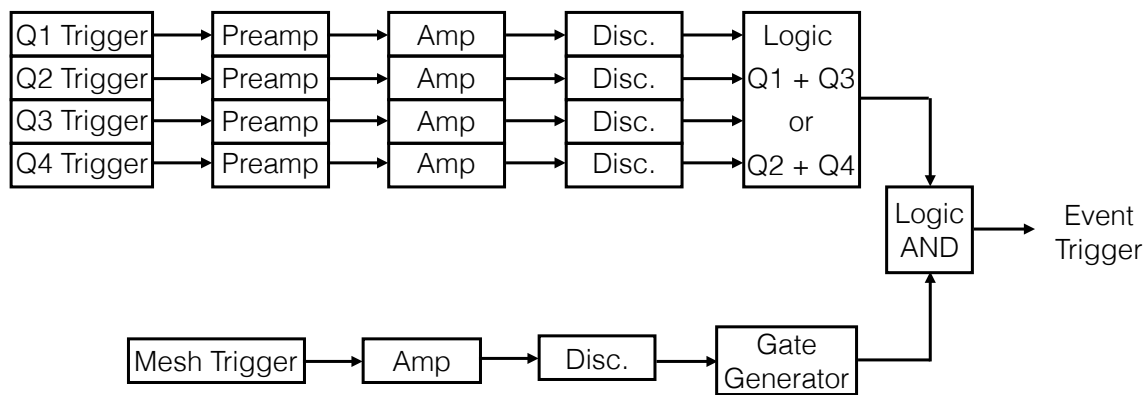 Q1 Trigger
Preamp
Amp
Disc.
Q2 Trigger
Preamp
Amp
Disc.
Q3 Trigger
Preamp
Amp
Disc.
Q4 Trigger
Preamp
Amp
Disc.
Logic
Q1 + Q3
or
Q2 + Q4
Logic
AND
Event
Trigger
Mesh Trigger
Amp
Disc.
Gate
Generator